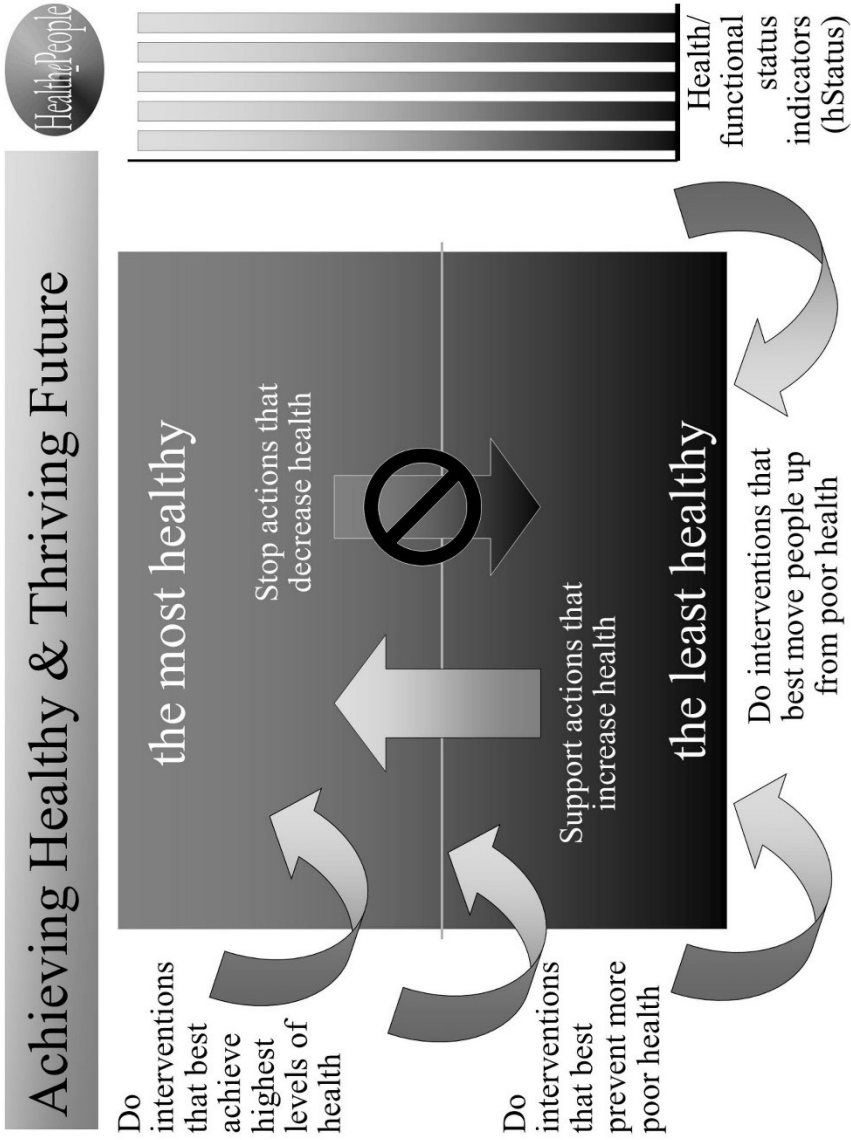 Achieving Healthy & Thriving Future
HealthePeople
the most healthy
Stop actions that
decrease health
Support actions that
increase health
the least healthy
Do
interventions
that best
achieve
highest
levels of
health
Do
interventions
that best
prevent more
poor health
Do interventions that
best move people up
from poor health
Health/
functional
status
indicators
(hStatus)